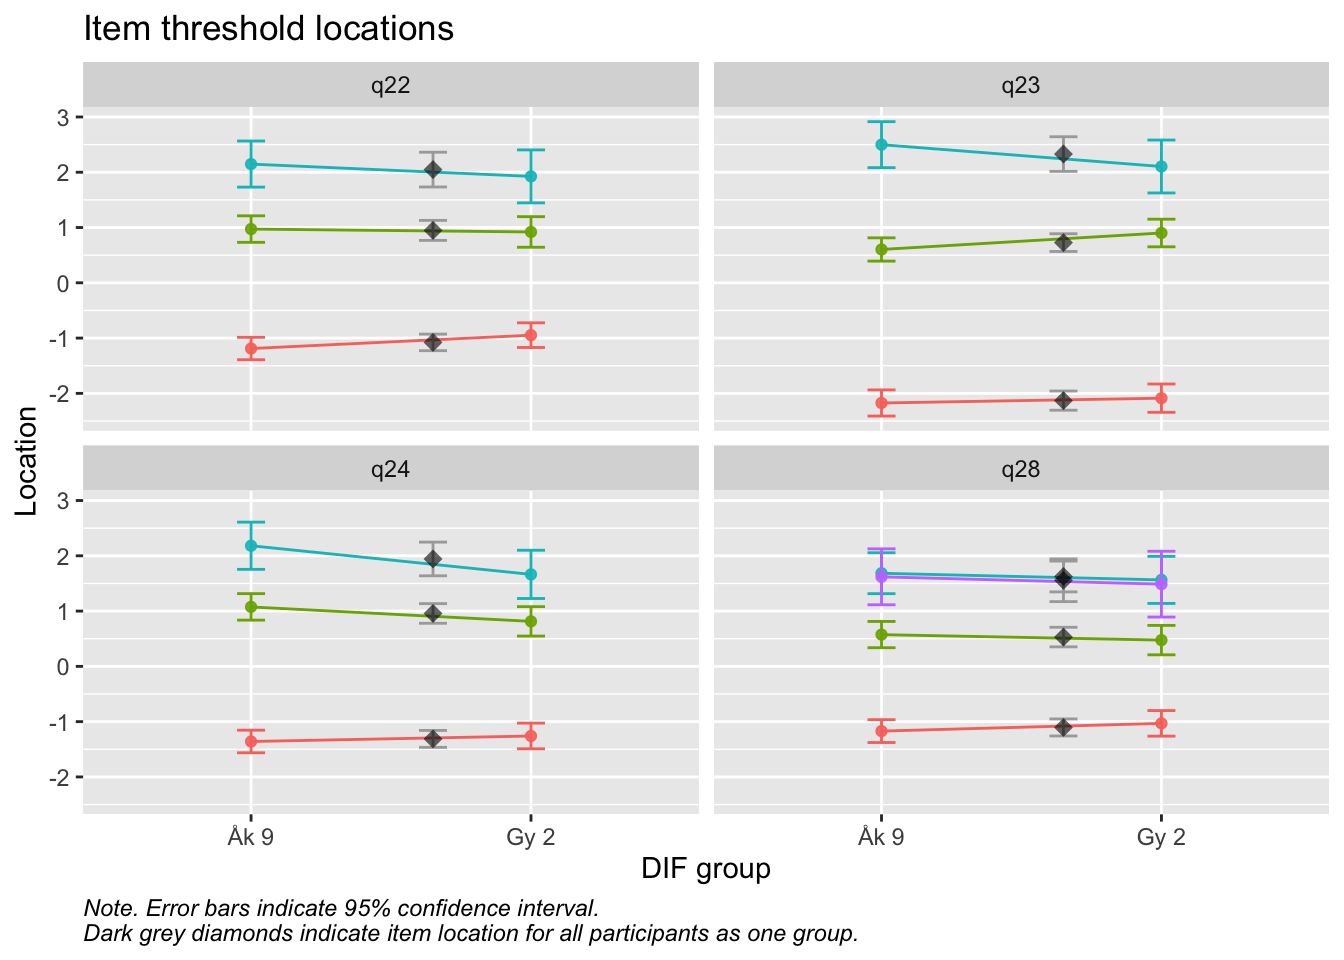 Item threshold locations
q22
q23
3
2
1
0
-1
-2
Location
q24
q28
3
2
1
0
-1
-2
Åk 9
Gy 2
Åk 9
Gy 2
DIF group
Note. Error bars indicate 95% confidence interval.
Dark grey diamonds indicate item location for all participants as one group.